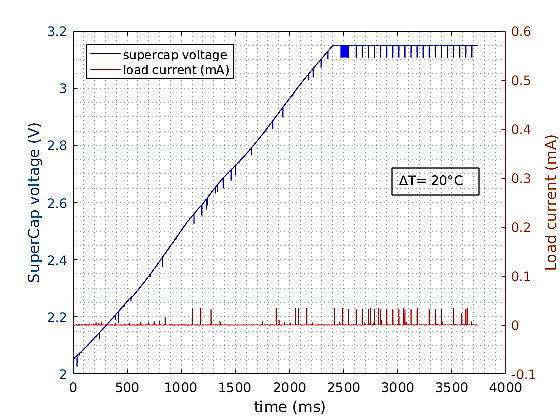 supercap voltage
load current (mA)
ΔT= 20°C
SuperCap voltage (V)
Load current (mA)
time (ms)
3.2
3
2.8
2.6
2.4
2.2
2
0.6
0.5
0.4
0.3
0.2
0.1
0
-0.1
0 500 1000 1500 2000 2500 3000 3500 4000